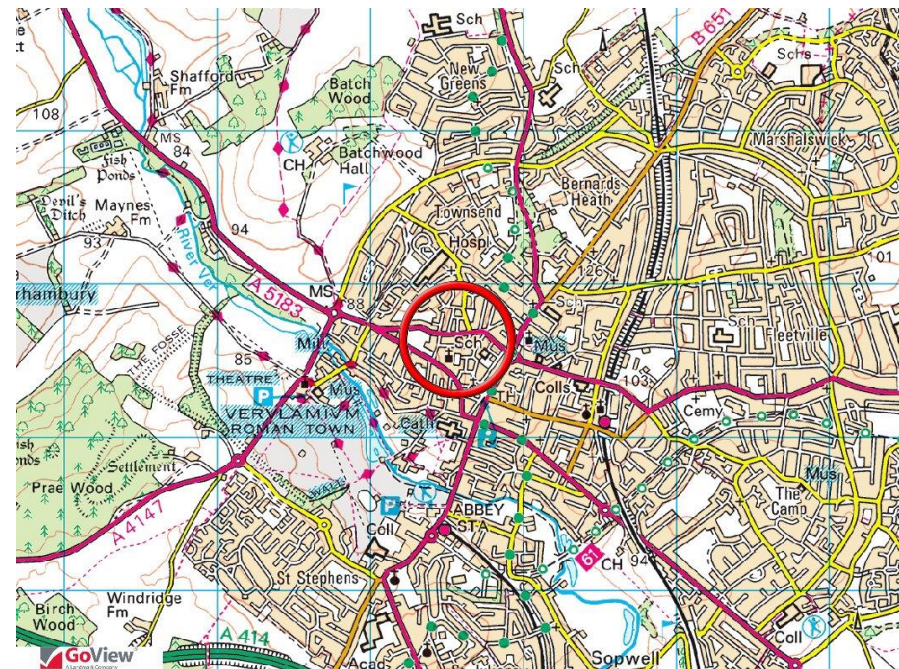 Sch
B 651
Schs
Shafford
Fm
New
Greens
Sch
Batch
Wood
108
MS
84
Marshalswick
CH
Batchwood
Hall
Fish
Ponds
Bernards
Heath
Devil's
Ditch
Maynes
Fm
Townsend
93
94
River Ver
Hospl
126
101
A 5183
MS
88
rhambury
Sch
Fleetville
THE FOSSE
85
Mill
Sch
Mus
Sch
THEATRE
Mus
Colls
103
P
VERVLAMIVM
ROMAN TOWN
TH
Cemy
Cath
Settlement
Prae Wood
WALL
Mus
The
Camp
P
ABBEY
STA
A 4147
Coll
61
CH
94
St Stephens
Windridge
Fm
Birch
Wood
A 414
Coll
Acad
Sopwell
GoView